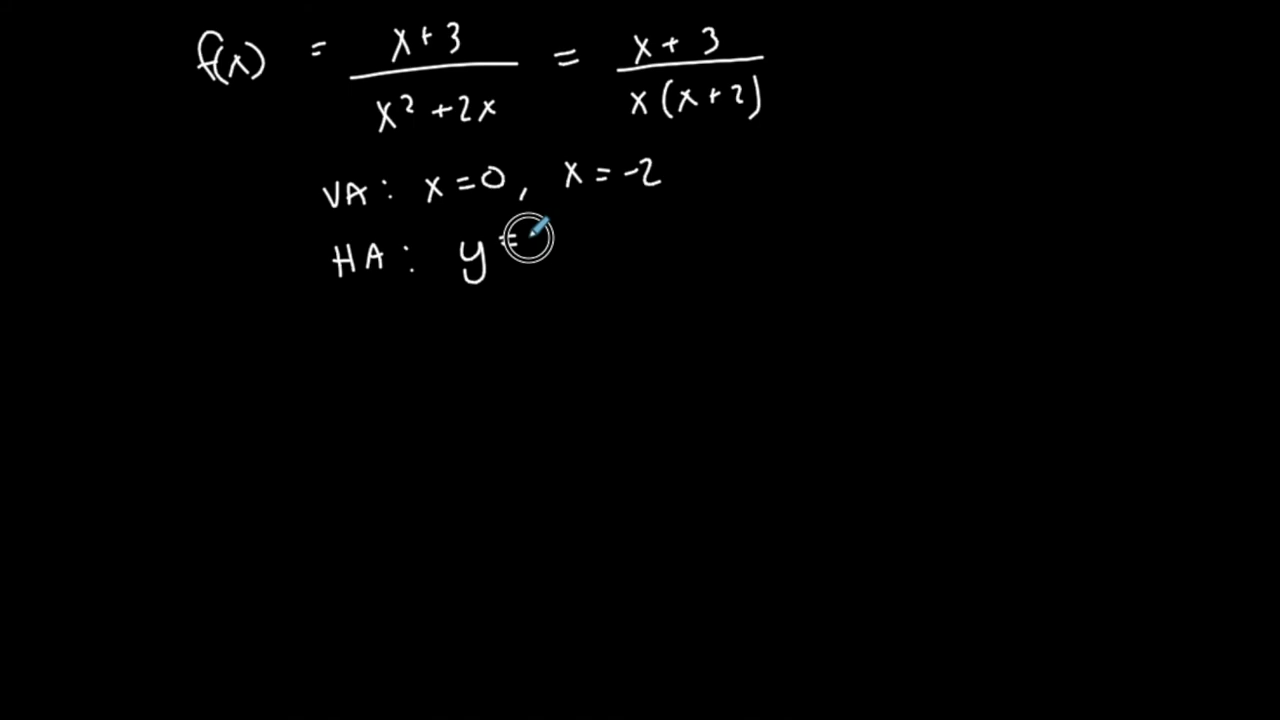 f(x) = x+3 / x² +2x = x + 3 / x(x+2)
VA: x=0, x=-2
HA: y=